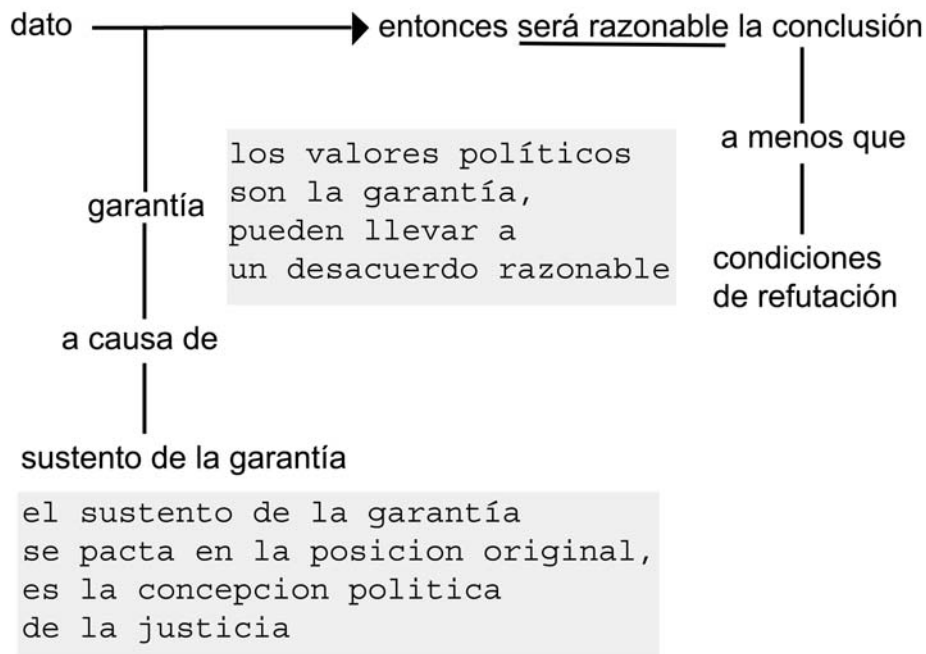 dato
entonces será razonable la conclusión
los valores políticos
son la garantía,
pueden llevar a
un desacuerdo razonable
a menos que
garantía
condiciones
de refutación
a causa de
sustento de la garantía
el sustento de la garantía
se pacta en la posicion original,
es la concepcion politica
de la justicia